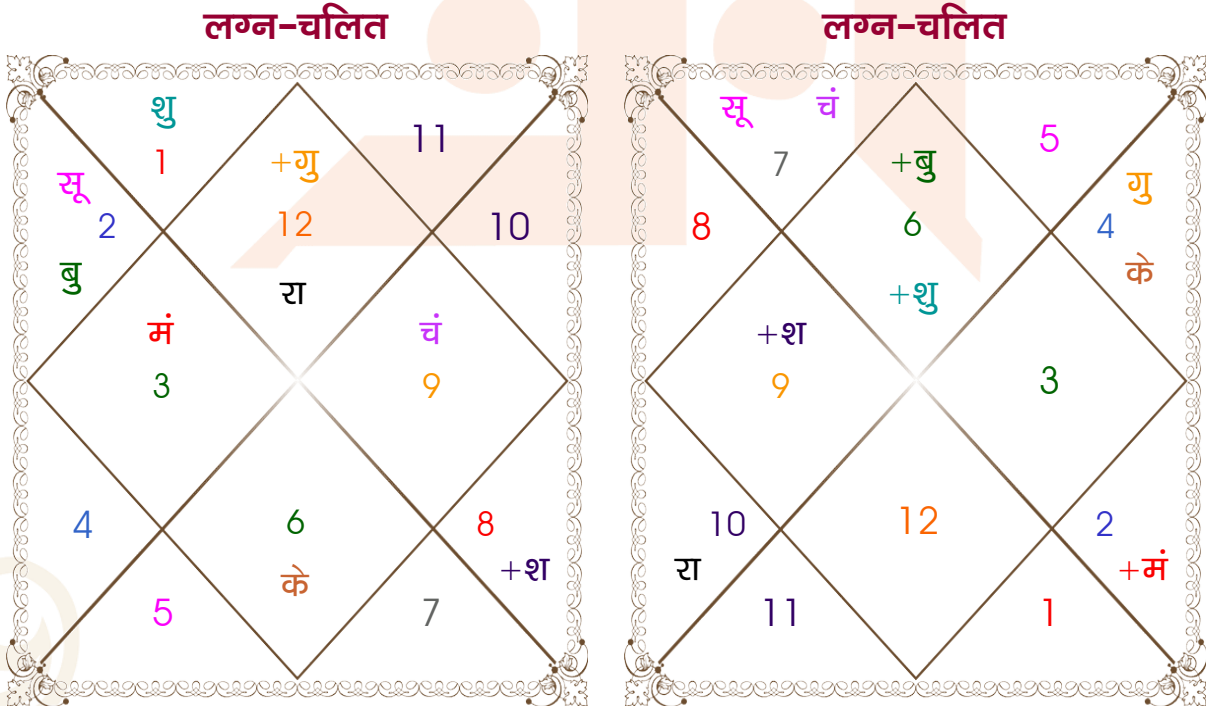 लग्न-चलित
शु
1
11
+गु
सू
2
12
10
बु
रा
मं
3
चं
9
4
6
8
के
+श
5
7
लग्न-चलित
सू चं
7
5
+बु
गु
8
6
4
के
+शु
+श
9
3
10
12
2
रा
+मं
11
1